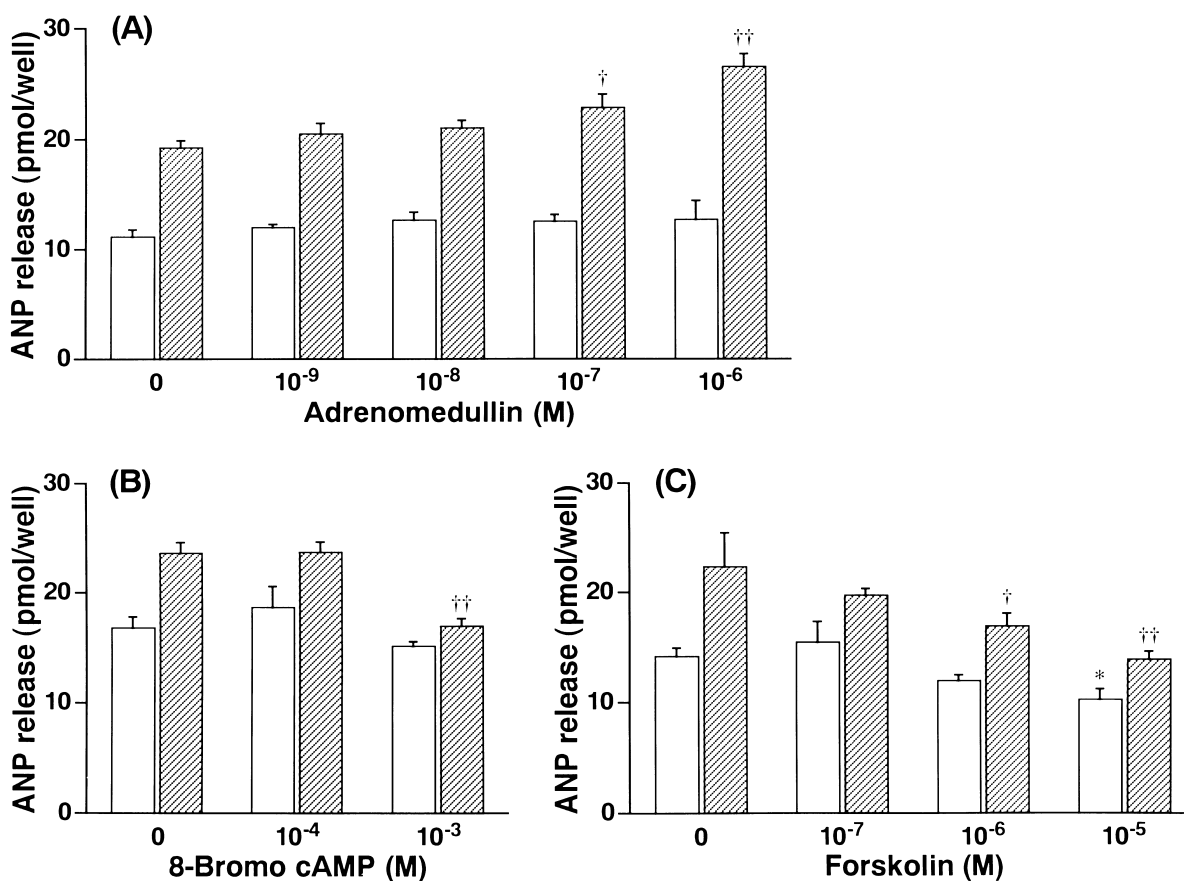 (A)
ANP release (pmol/well)
30
20
10
0
†
††
0 10-9 10-8 10-7 10-6
Adrenomedullin (M)
(B)
ANP release (pmol/well)
30
20
10
0
††
0 10-4 10-3
8-Bromo cAMP (M)
(C)
ANP release (pmol/well)
30
20
10
0
†
*
††
0 10-7 10-6 10-5
Forskolin (M)